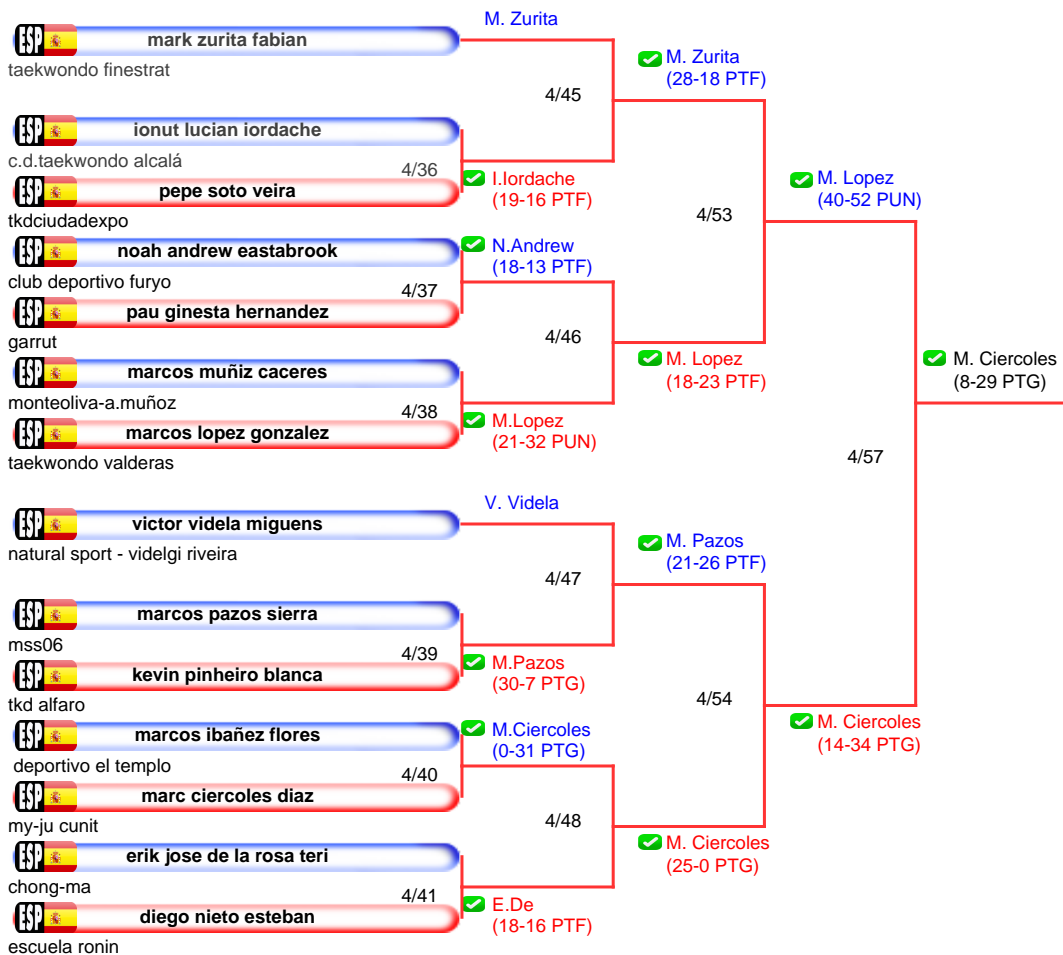 M. Zurita
ESP mark zurita fabian
taekwondo finestrat
M. Zurita
(28-18 PTF)
4/45
ESP ionut lucian iordache
c.d.taekwondo alcalá
4/36
ESP pepe soto veira
tkdciudadexpo
I.Iordache
(19-16 PTF)
M. Lopez
(40-52 PUN)
4/53
ESP noah andrew eastabrook
club deportivo furyo
N.Andrew
(18-13 PTF)
4/37
ESP pau ginesta hernandez
garrut
4/46
M. Lopez
(18-23 PTF)
ESP marcos muñiz caceres
monteoliva-a.muñoz
4/38
ESP marcos lopez gonzalez
taekwondo valderas
M.Lopez
(21-32 PUN)
M. Ciercoles
(8-29 PTG)
4/57
V. Videla
ESP victor videla miguens
natural sport - videlgi riveira
M. Pazos
(21-26 PTF)
4/47
ESP marcos pazos sierra
mss06
4/39
ESP kevin pinheiro blanca
tkd alfaro
M.Pazos
(30-7 PTG)
4/54
M. Ciercoles
(14-34 PTG)
ESP marcos ibañez flores
deportivo el templo
M.Ciercoles
(0-31 PTG)
4/40
ESP marc ciercoles diaz
my-ju cunit
4/48
M. Ciercoles
(25-0 PTG)
ESP erik jose de la rosa teri
chong-ma
4/41
ESP diego nieto esteban
escuela ronin
E.De
(18-16 PTF)